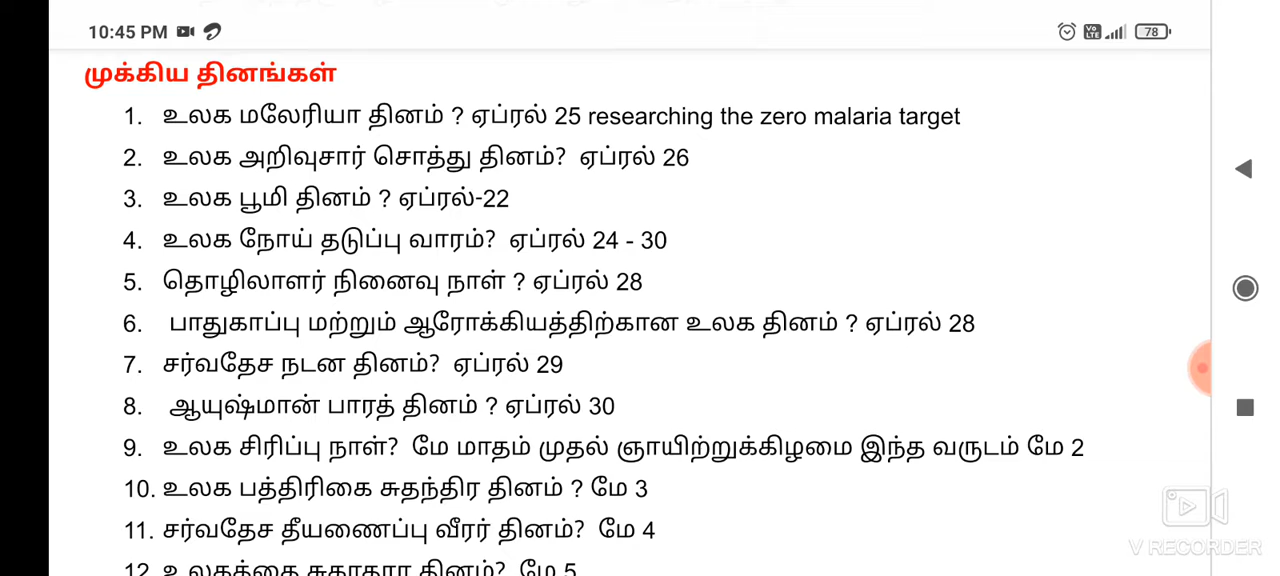 10:45 PM
78
முக்கிய தினங்கள்
1. உலக மலேரியா தினம் ? ஏப்ரல் 25 researching the zero malaria target
2. உலக அறிவுசார் சொத்து தினம்? ஏப்ரல் 26
3. உலக பூமி தினம் ? ஏப்ரல்-22
4. உலக நோய் தடுப்பு வாரம்? ஏப்ரல் 24 - 30
5. தொழிலாளர் நினைவு நாள் ? ஏப்ரல் 28
6. பாதுகாப்பு மற்றும் ஆரோக்கியத்திற்கான உலக தினம் ? ஏப்ரல் 28
7. சர்வதேச நடன தினம்? ஏப்ரல் 29
8. ஆயுஷ்மான் பாரத் தினம் ? ஏப்ரல் 30
9. உலக சிரிப்பு நாள்? மே மாதம் முதல் ஞாயிற்றுக்கிழமை இந்த வருடம் மே 2
10. உலக பத்திரிகை சுதந்திர தினம் ? மே 3
11. சர்வதேச தீயணைப்பு வீரர் தினம்? மே 4
V RECORDER